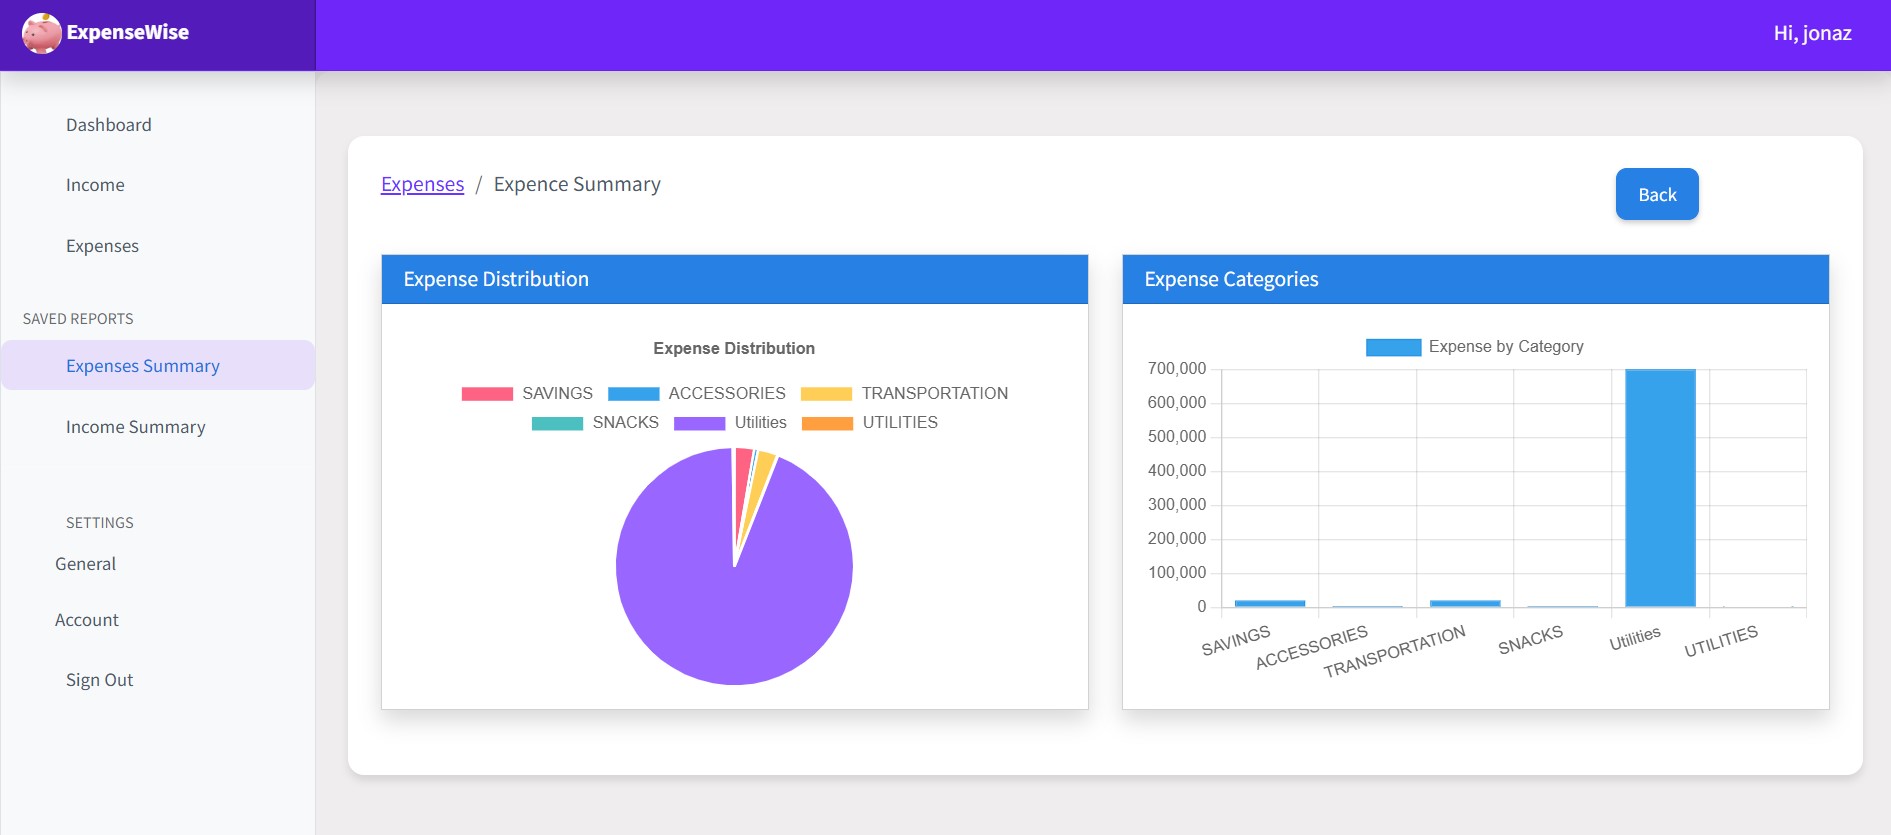 ExpenseWise
Hi, jonaz
Dashboard
Income
Expenses
SAVED REPORTS
Expenses Summary
Income Summary
SETTINGS
General
Account
Sign Out
Expenses / Expence Summary
Back
Expense Distribution
Expense Distribution
SAVINGS ACCESSORIES TRANSPORTATION
SNACKS Utilities UTILITIES
Expense Categories
Expense by Category
700,000
600,000
500,000
400,000
300,000
200,000
100,000
0
SAVINGS
ACCESSORIES
TRANSPORTATION
SNACKS
Utilities
UTILITIES